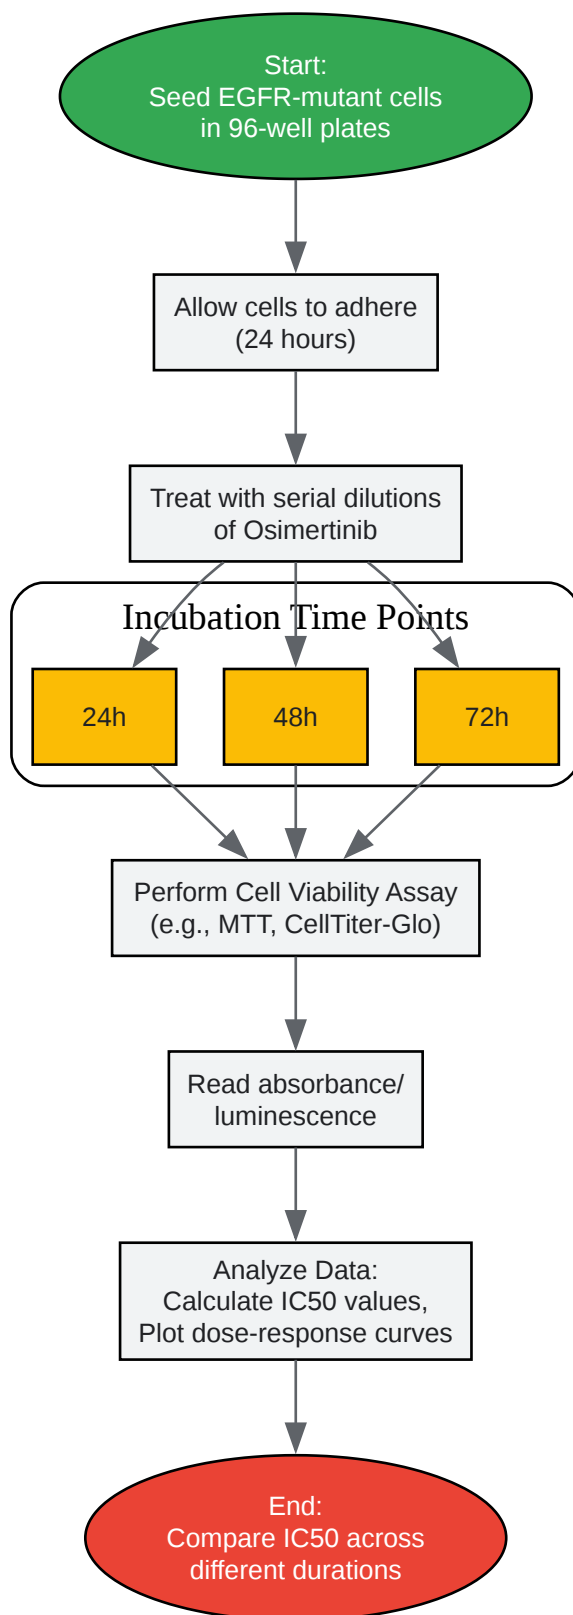 Start:
Seed EGFR-mutant cells
in 96-well plates
Allow cells to adhere
(24 hours)
Treat with serial dilutions
of Osimertinib
Incubation Time Points
24h
48h
72h
Perform Cell Viability Assay
(e.g., MTT, CellTiter-Glo)
Read absorbance/
luminescence
Analyze Data:
Calculate IC50 values,
Plot dose-response curves
End:
Compare IC50 across
different durations